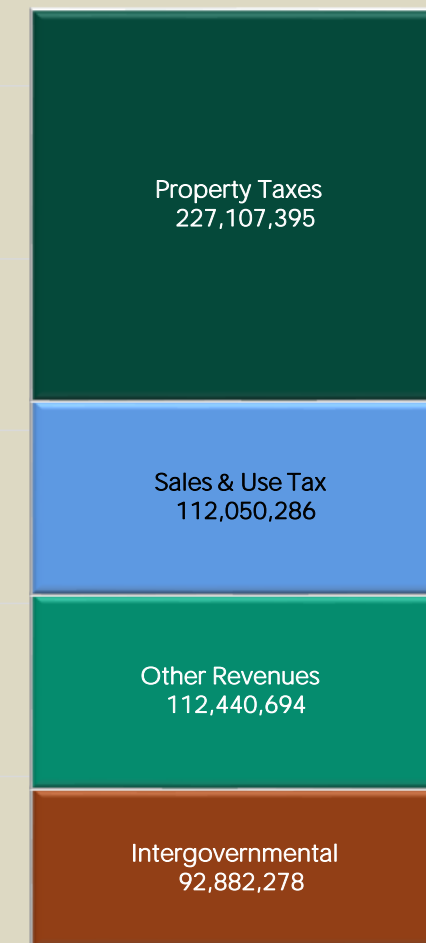 Property Taxes
227,107,395
Sales & Use Tax
112,050,286
Other Revenues
112,440,694
Intergovernmental
92,882,278